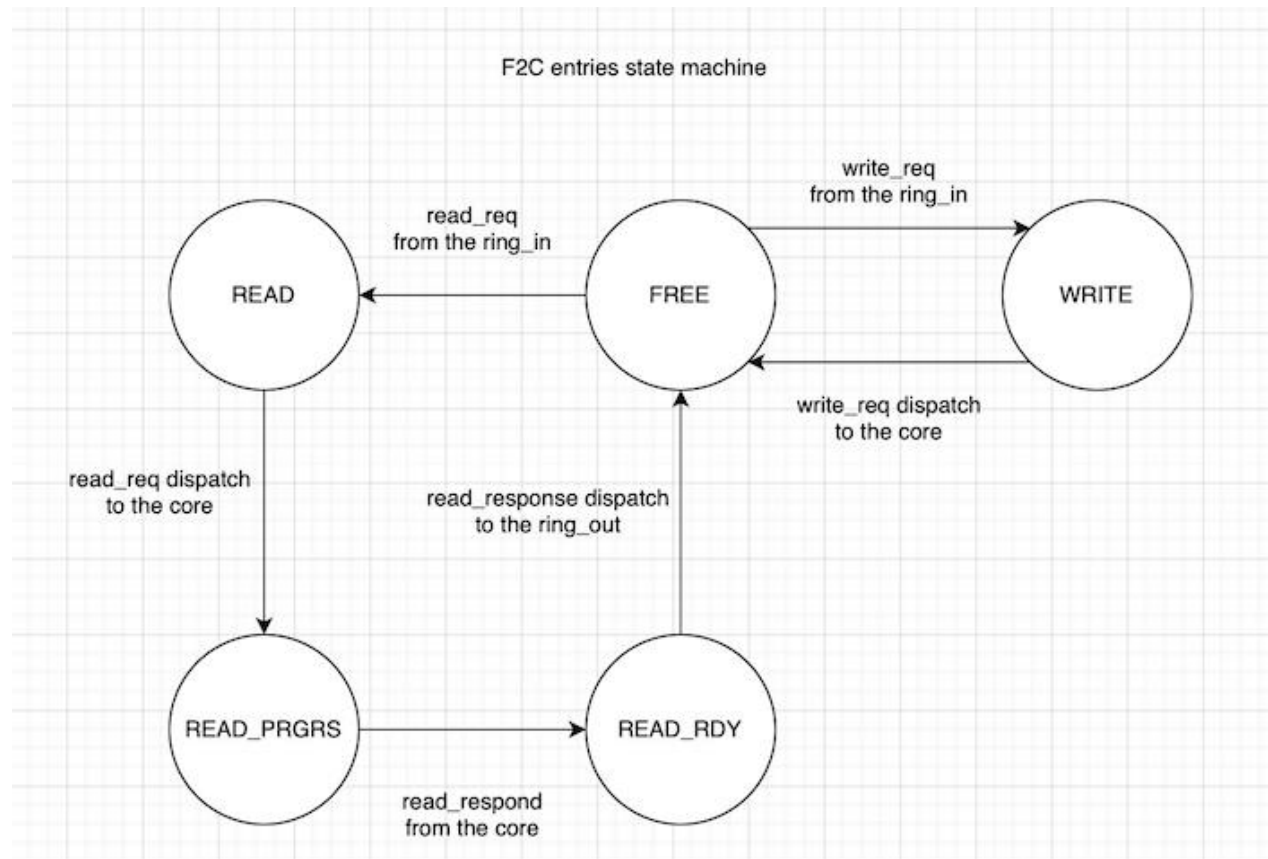 F2C entries state machine
write_req
from the ring_in
read_req
from the ring_in
READ
FREE
WRITE
write_req dispatch
to the core
read_req dispatch
to the core
read_response dispatch
to the ring_out
READ_PRGRS
READ_RDY
read_respond
from the core